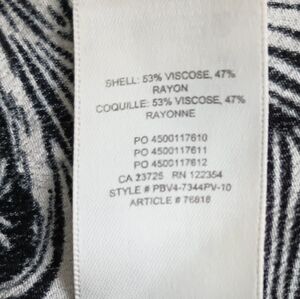 SHELL: 53% VISCOSE, 47%
RAYON
COQUILLE: 53% VISCOSE, 47%
RAYONNE
PO 4500117610
PO 4500117611
PO 4500117612
CA 23725 RN 122354
STYLE # PBV4-7344PV-10
ARTICLE # 76818